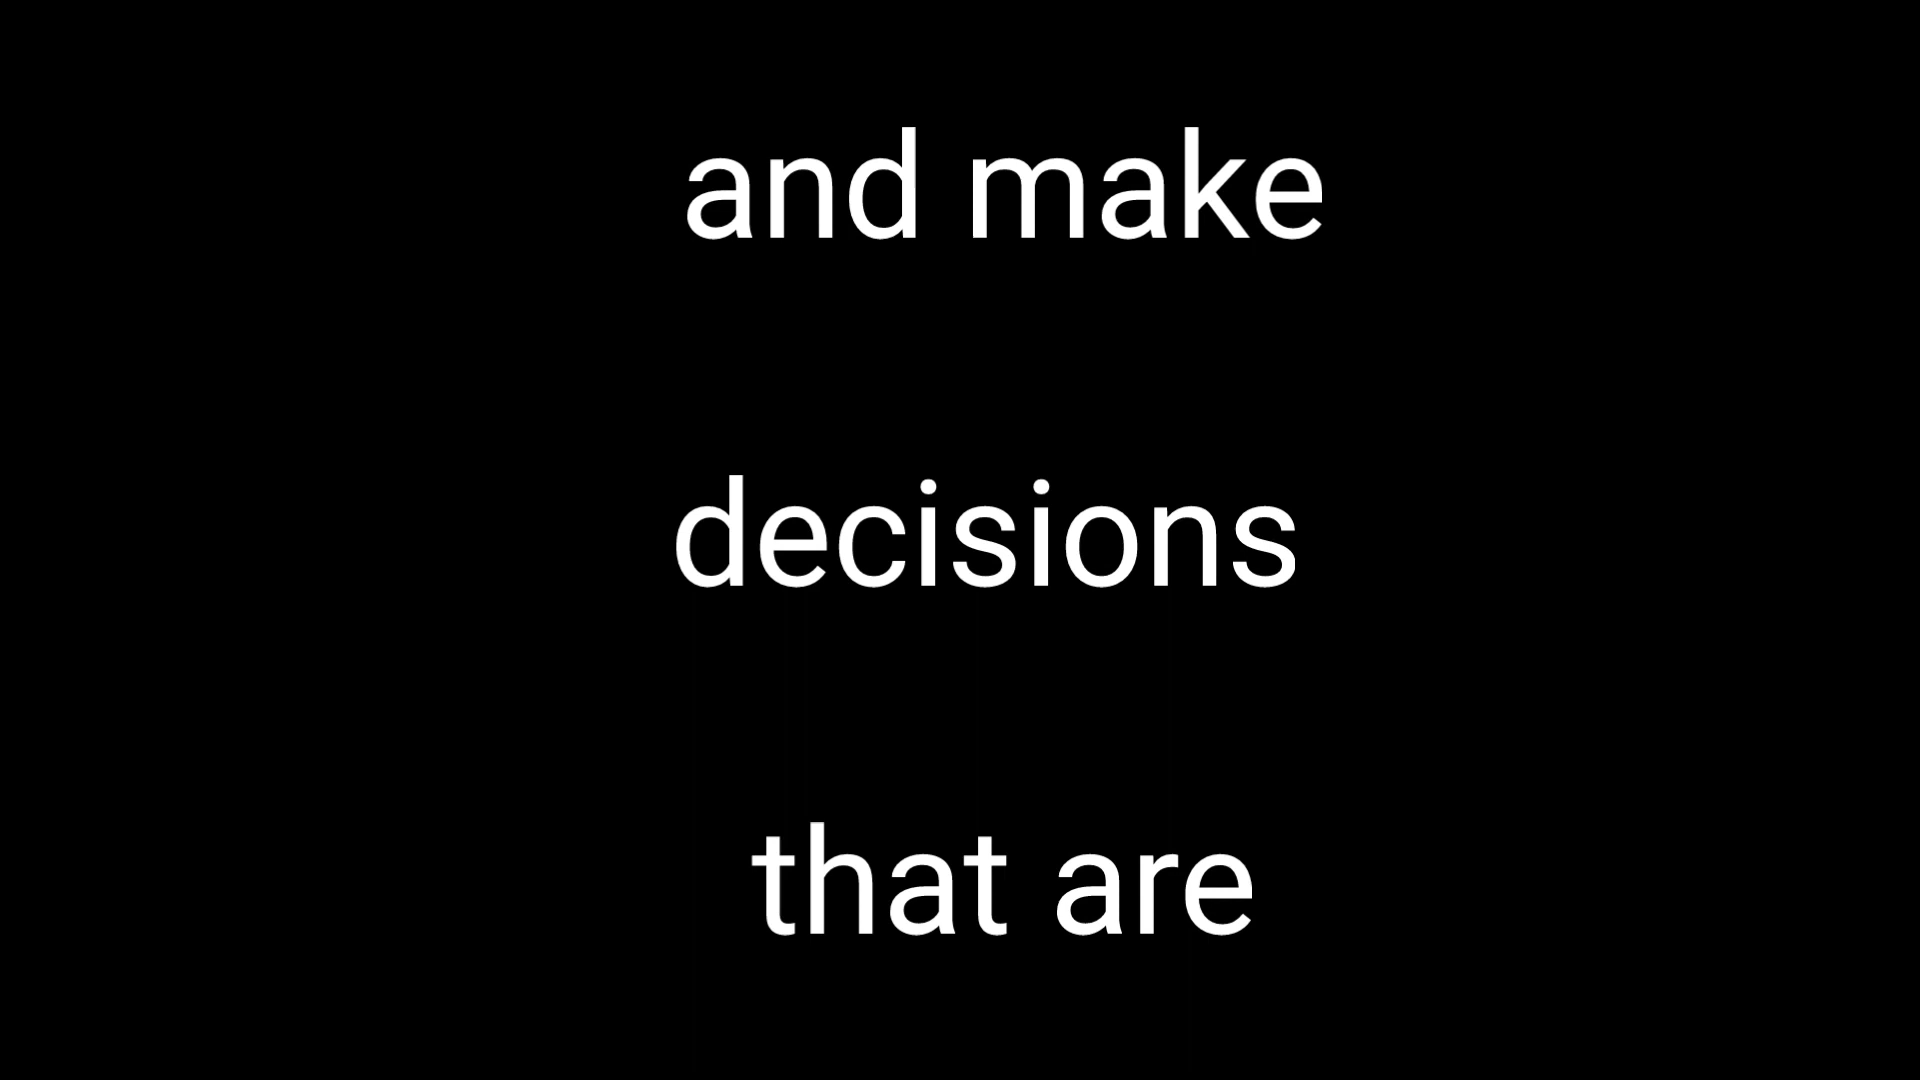 and make
decisions
that are